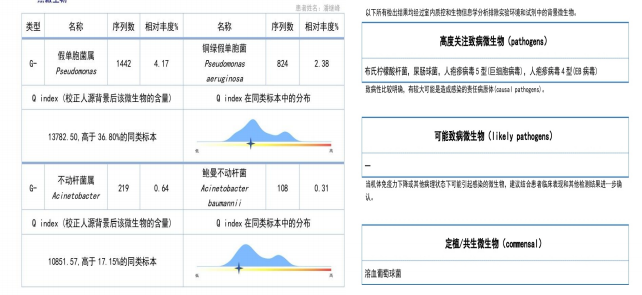 患者姓名：
类型 名称 序列数 相对丰度% 名称 序列数 相对丰度%
G- 假单胞菌属 1442 4.17 铜绿假单胞菌 824 2.38
Pseudomonas Pseudomonas aeruginosa
Q index (校正人源背景后该微生物的含量) Q index 在同类标本中的分布
13782.50,高于 36.80%的同类标本
低 高
G- 不动杆菌属 219 0.64 鲍曼不动杆菌 108 0.31
Acinetobacter Acinetobacter baumannii
Q index (校正人源背景后该微生物的含量) Q index 在同类标本中的分布
10851.57,高于 17.15%的同类标本
低 高
以下所有检出结果均经过室内质控和生物信息学分析排除实验环境和试剂中的背景微生物。
高度关注致病微生物（pathogens）
布氏柠檬酸杆菌，屎肠球菌，人疱疹病毒 5 型(巨细胞病毒)，人疱疹病毒 4 型(EB 病毒)
致病性比较明确，有较大可能是造成感染的责任病原体(causal pathogens)。
可能致病微生物（likely pathogens）
—
当机体免疫力下降或其他病理状态下可能引起感染的微生物，建议结合患者临床表现和其他检测结果进一步确
认。
定植/共生微生物（commensal）
溶血葡萄球菌